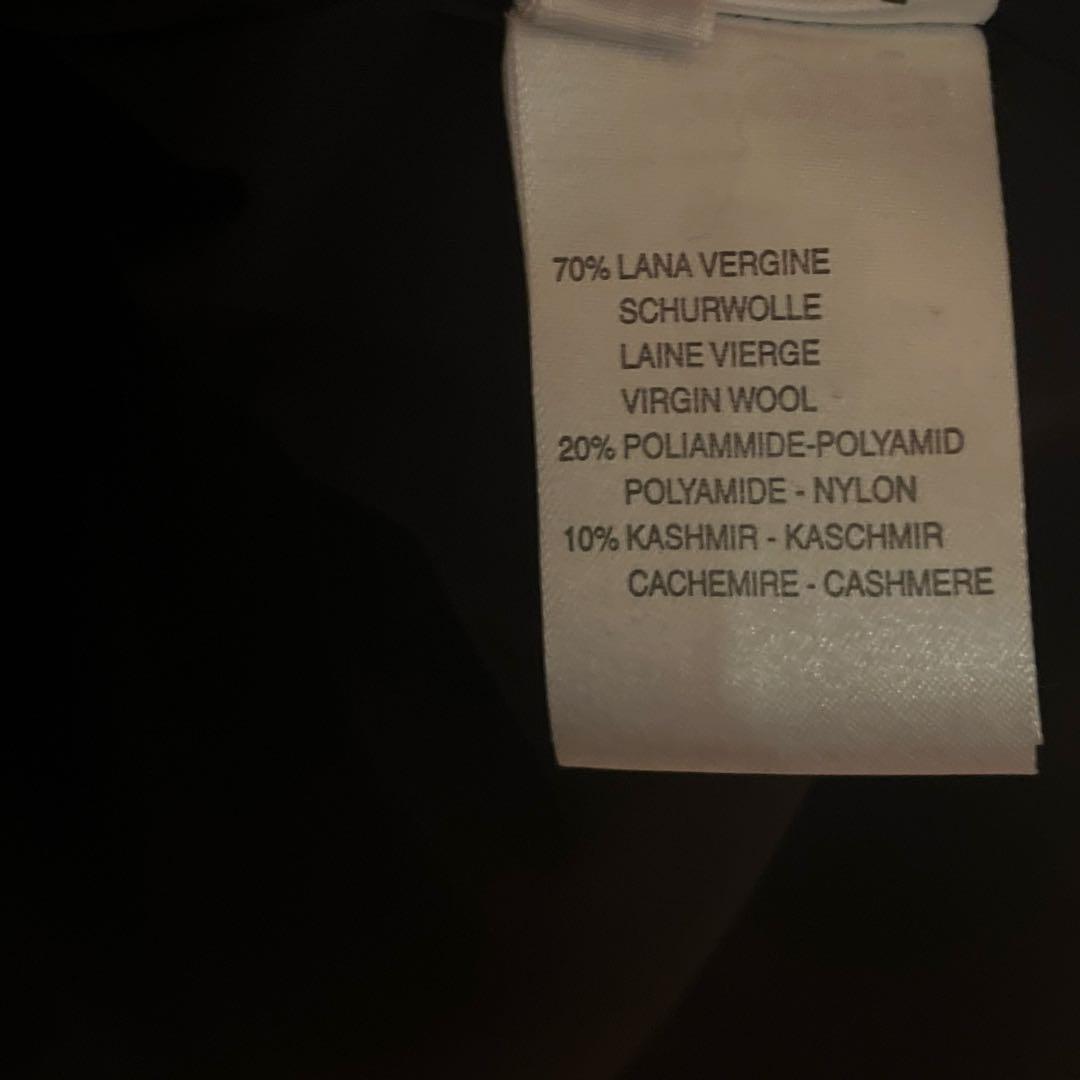 70% LANA VERGINE
SCHURWOLLE
LAINE VIERGE
VIRGIN WOOL
20% POLIAMMIDE-POLYAMID
POLYAMIDE - NYLON
10% KASHMIR - KASCHMIR
CACHEMIRE - CASHMERE